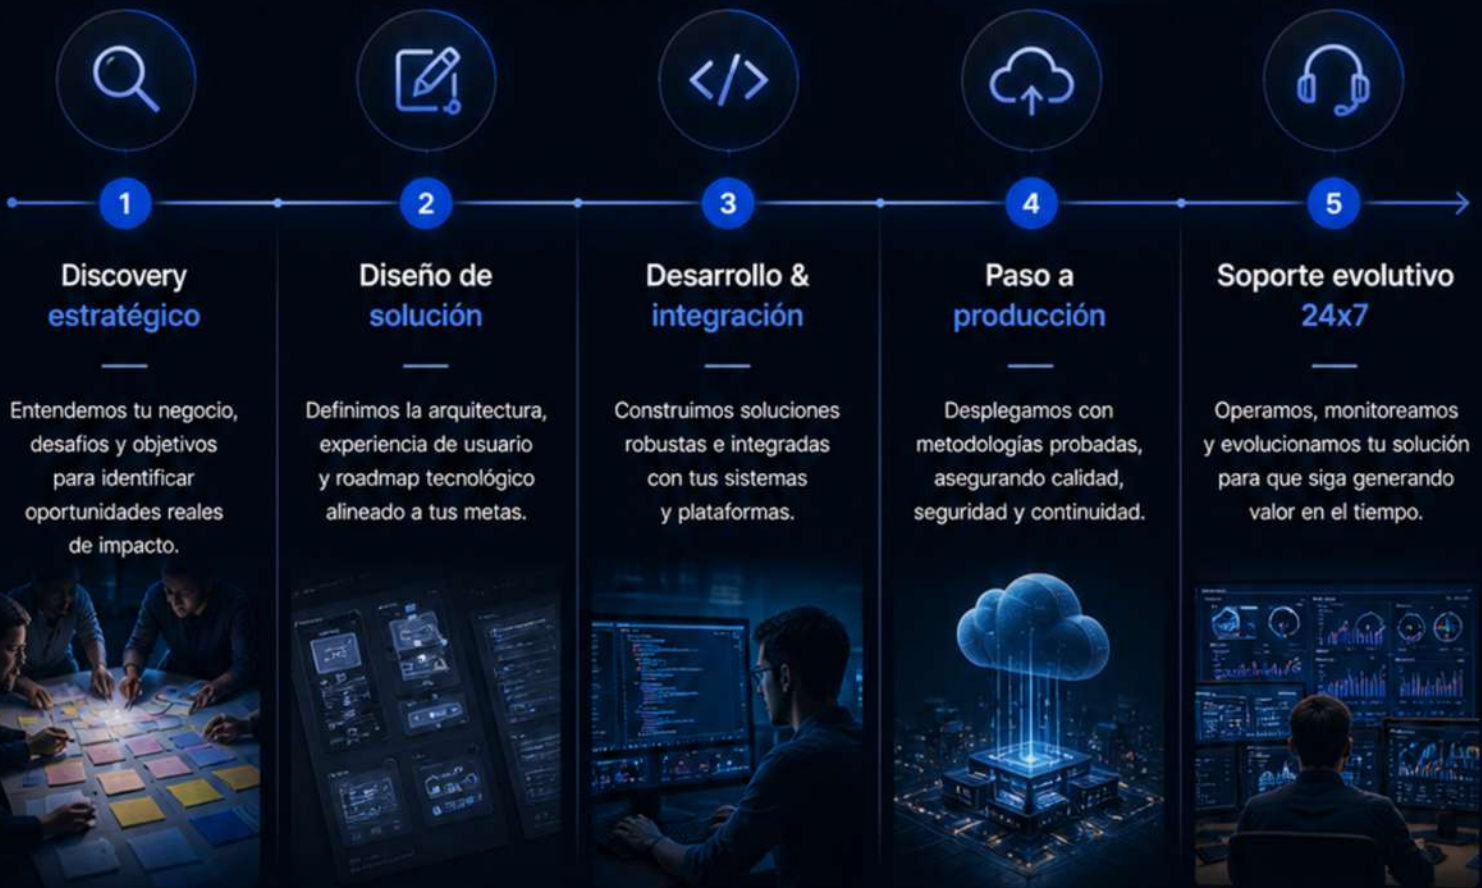 1
Discovery
estratégico
Entendemos tu negocio,
desafíos y objetivos
para identificar
oportunidades reales
de impacto.
2
Diseño de
solución
Definimos la arquitectura,
experiencia de usuario
y roadmap tecnológico
alineado a tus metas.
</>
3
Desarrollo &
integración
Construimos soluciones
robustas e integradas
con tus sistemas
y plataformas.
4
Paso a
producción
Desplegamos con
metodologías probadas,
asegurando calidad,
seguridad y continuidad.
5
Soporte evolutivo
24x7
Operamos, monitoreamos
y evolucionamos tu solución
para que siga generando
valor en el tiempo.